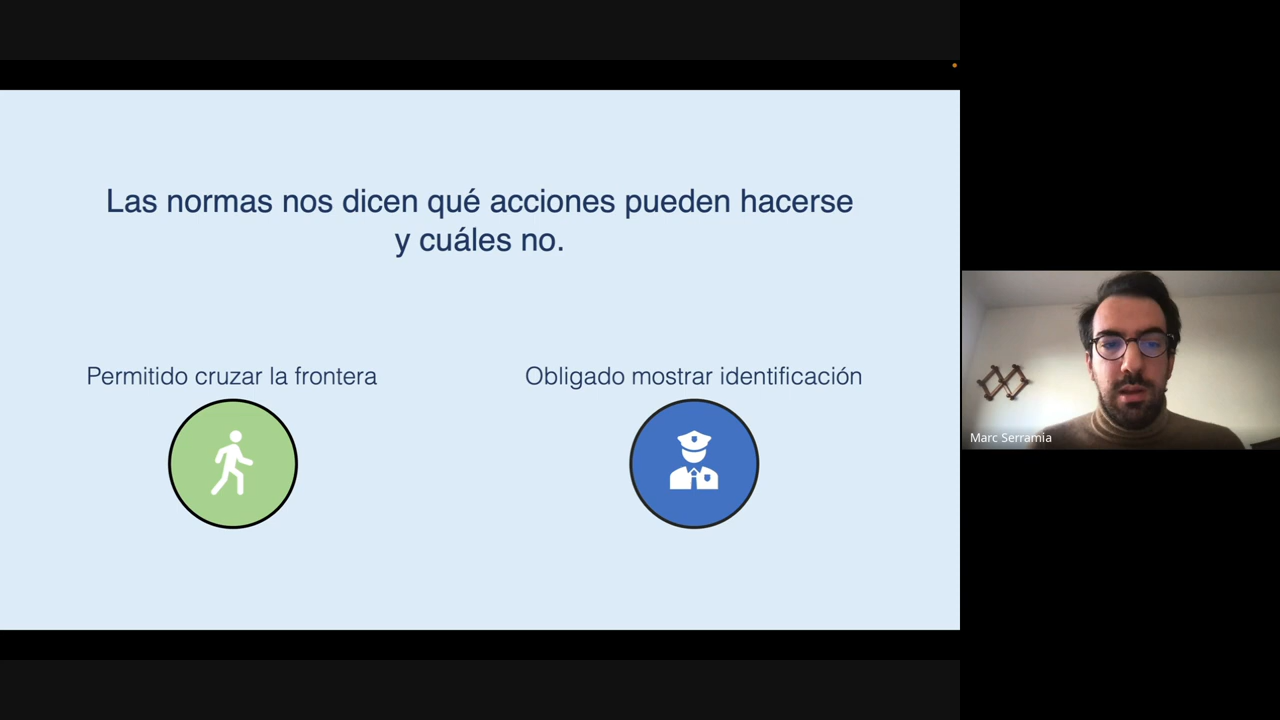 Las normas nos dicen qué acciones pueden hacerse
y cuáles no.
Permitido cruzar la frontera
Obligado mostrar identificación
Marc Serramia